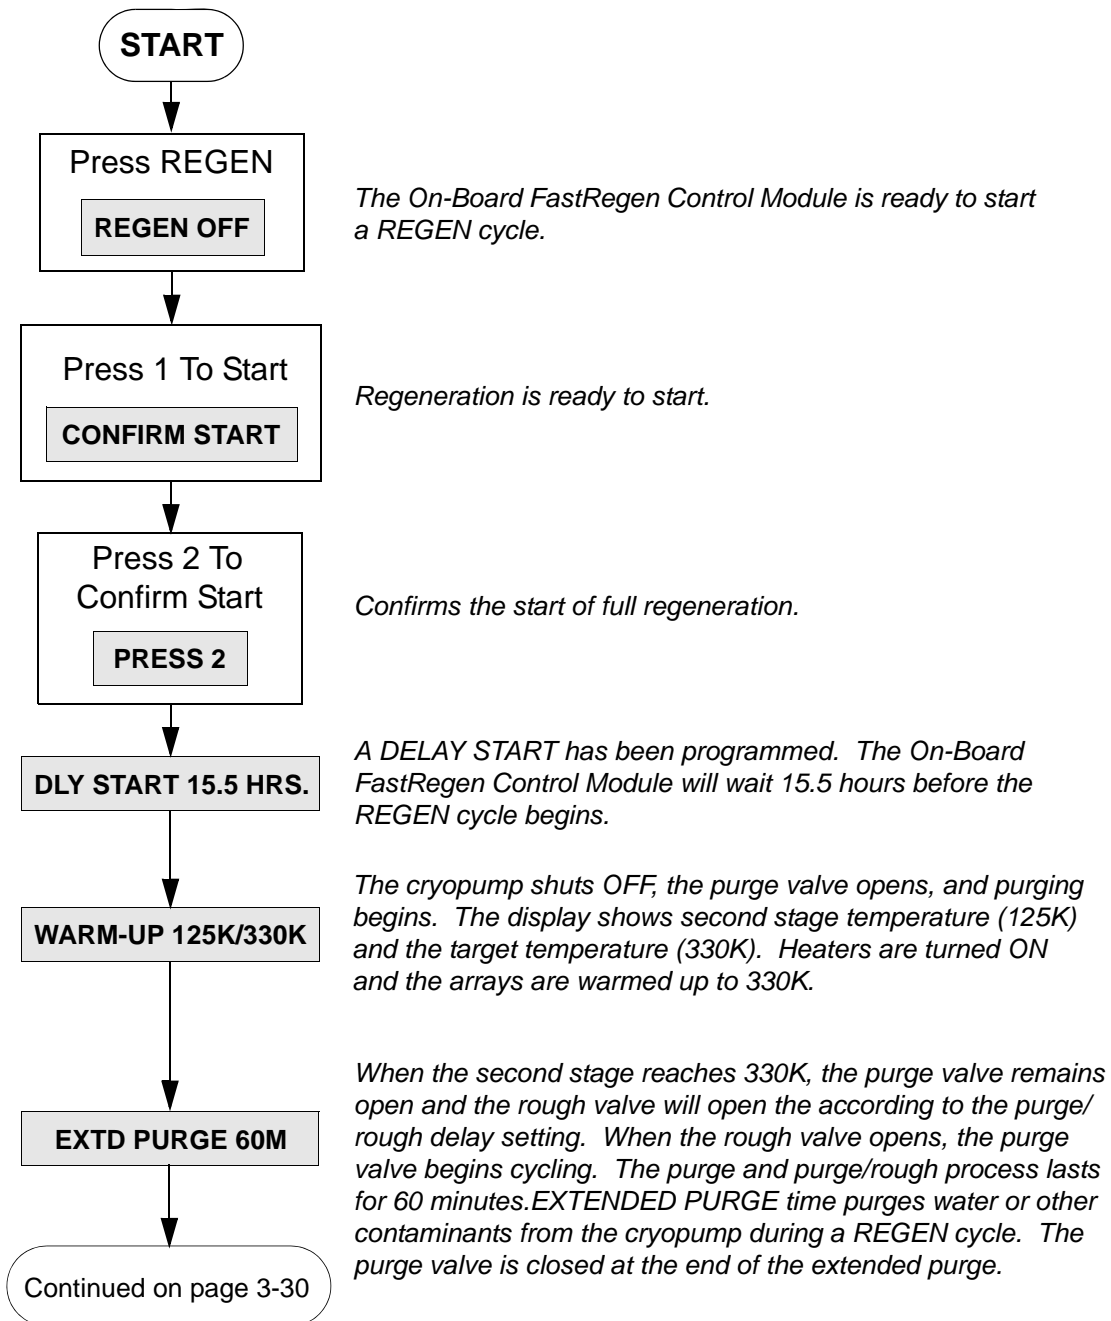 START
Press REGEN
REGEN OFF
The On-Board FastRegen Control Module is ready to start
a REGEN cycle.
Press 1 To Start
CONFIRM START
Regeneration is ready to start.
Press 2 To
Confirm Start
PRESS 2
Confirms the start of full regeneration.
DLY START 15.5 HRS.
A DELAY START has been programmed. The On-Board
FastRegen Control Module will wait 15.5 hours before the
REGEN cycle begins.
WARM-UP 125K/330K
The cryopump shuts OFF, the purge valve opens, and purging
begins. The display shows second stage temperature (125K)
and the target temperature (330K). Heaters are turned ON
and the arrays are warmed up to 330K.
EXTD PURGE 60M
When the second stage reaches 330K, the purge valve remains
open and the rough valve will open the according to the purge/
rough delay setting. When the rough valve opens, the purge
valve begins cycling. The purge and purge/rough process lasts
for 60 minutes.EXTENDED PURGE time purges water or other
contaminants from the cryopump during a REGEN cycle. The
purge valve is closed at the end of the extended purge.
Continued on page 3-30